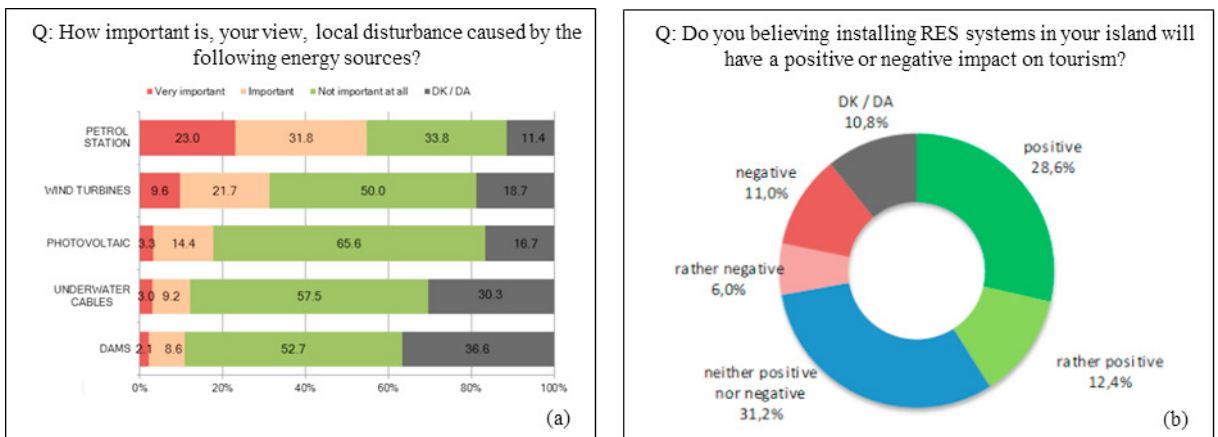 Q: How important is, your view, local disturbance caused by the
following energy sources?
Very important Important Not important at all DK / DA
PETROL
STATION
23.0 31.8 33.8 11.4
WIND TURBINES
9.6 21.7 50.0 18.7
PHOTOVOLTAIC
3.3 14.4 65.6 16.7
UNDERWATER
CABLES
3.0 9.2 57.5 30.3
DAMS
2.1 8.6 52.7 36.6
0% 20% 40% 60% 80% 100%
(a)
Q: Do you believing installing RES systems in your island will
have a positive or negative impact on tourism?
DK / DA
10,8%
positive
28,6%
negative
11,0%
rather negative
6,0%
rather positive
12,4%
neither positive
nor negative
31,2%
(b)